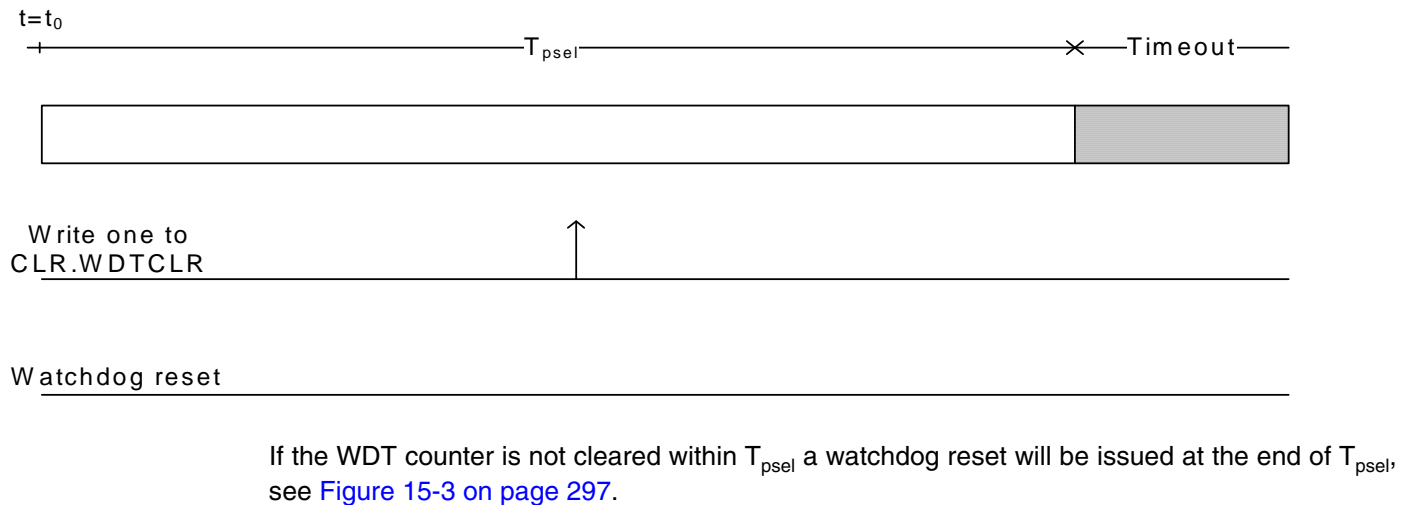 t=t₀
Tₚₛₑₗ
Timeout
Write one to
CLR.WDTCLR
Watchdog reset
If the WDT counter is not cleared within Tₚₛₑₗ a watchdog reset will be issued at the end of Tₚₛₑₗ,
see Figure 15-3 on page 297.